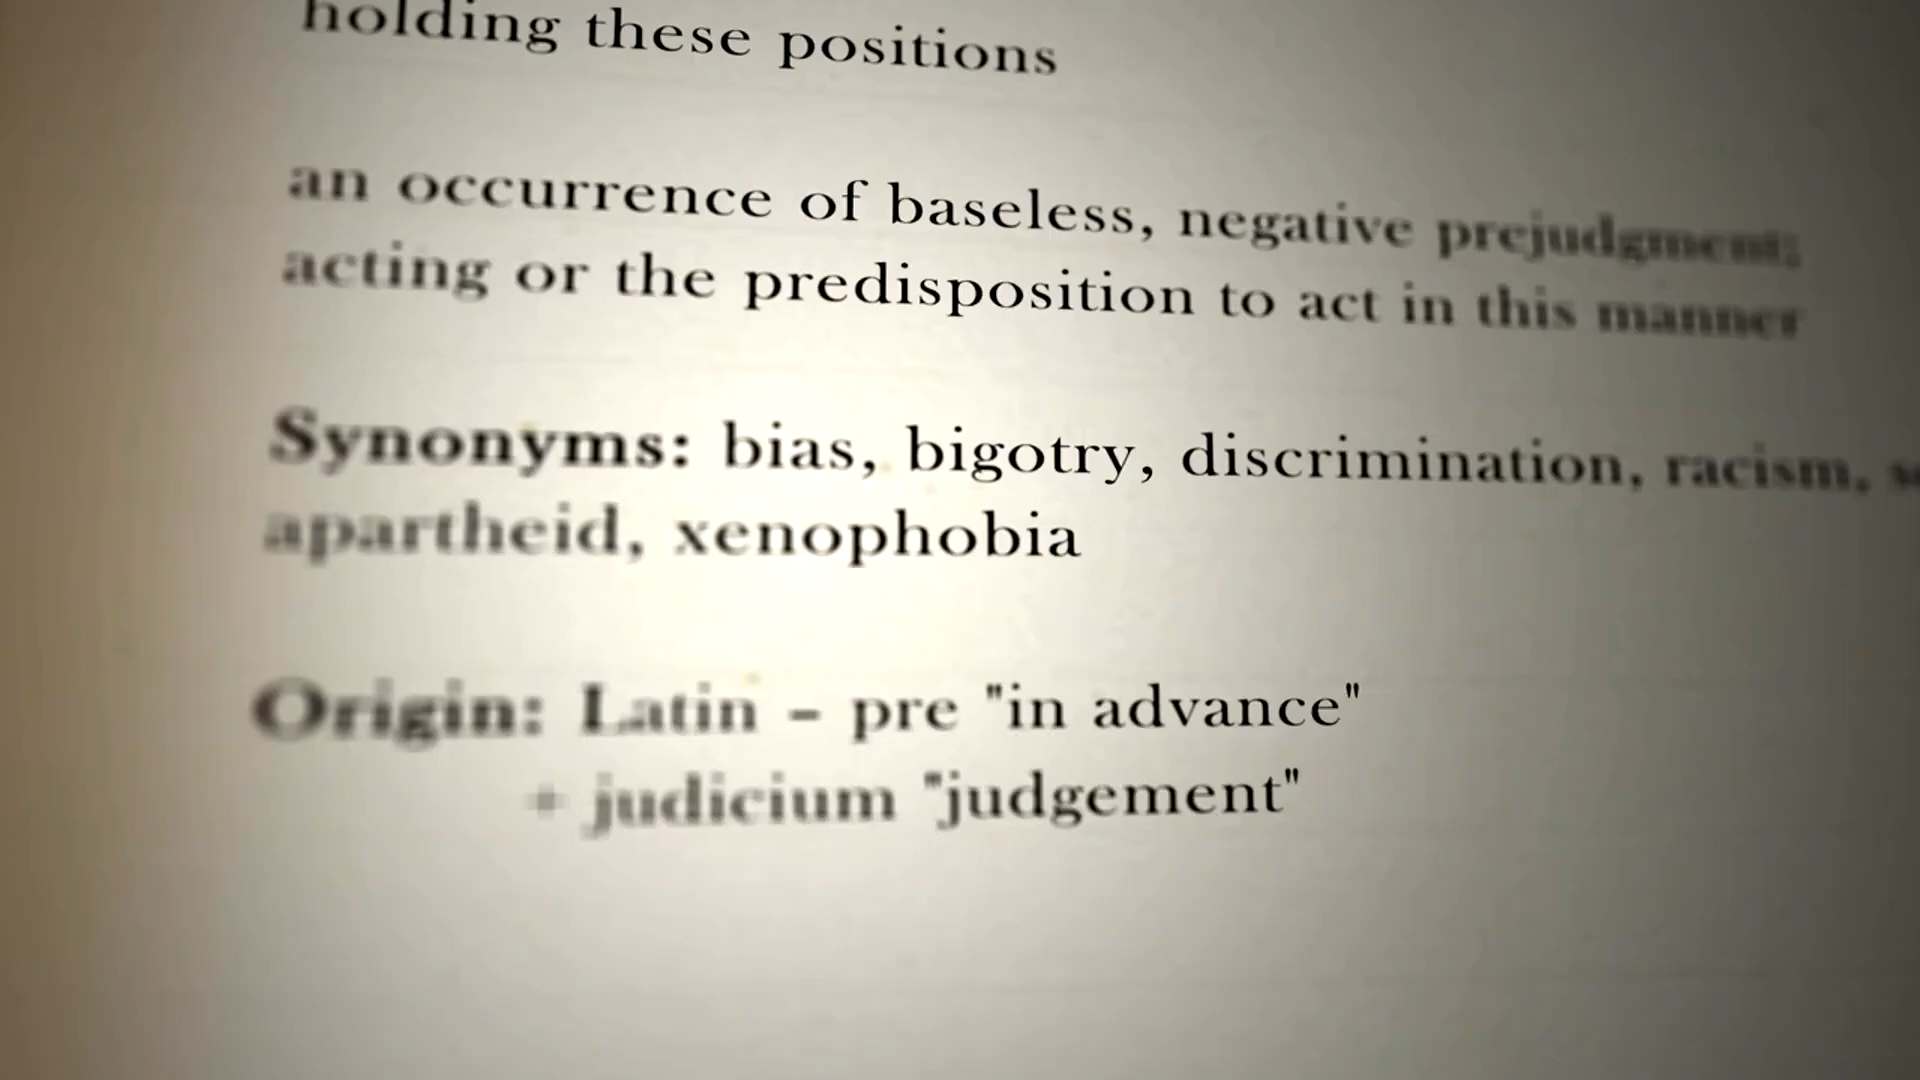 holding these positions
an occurrence of baseless, negative prejudgment;
acting or the predisposition to act in this manner
Synonyms: bias, bigotry, discrimination, racism,
apartheid, xenophobia
Origin: Latin – pre "in advance"
+ judicium "judgement"